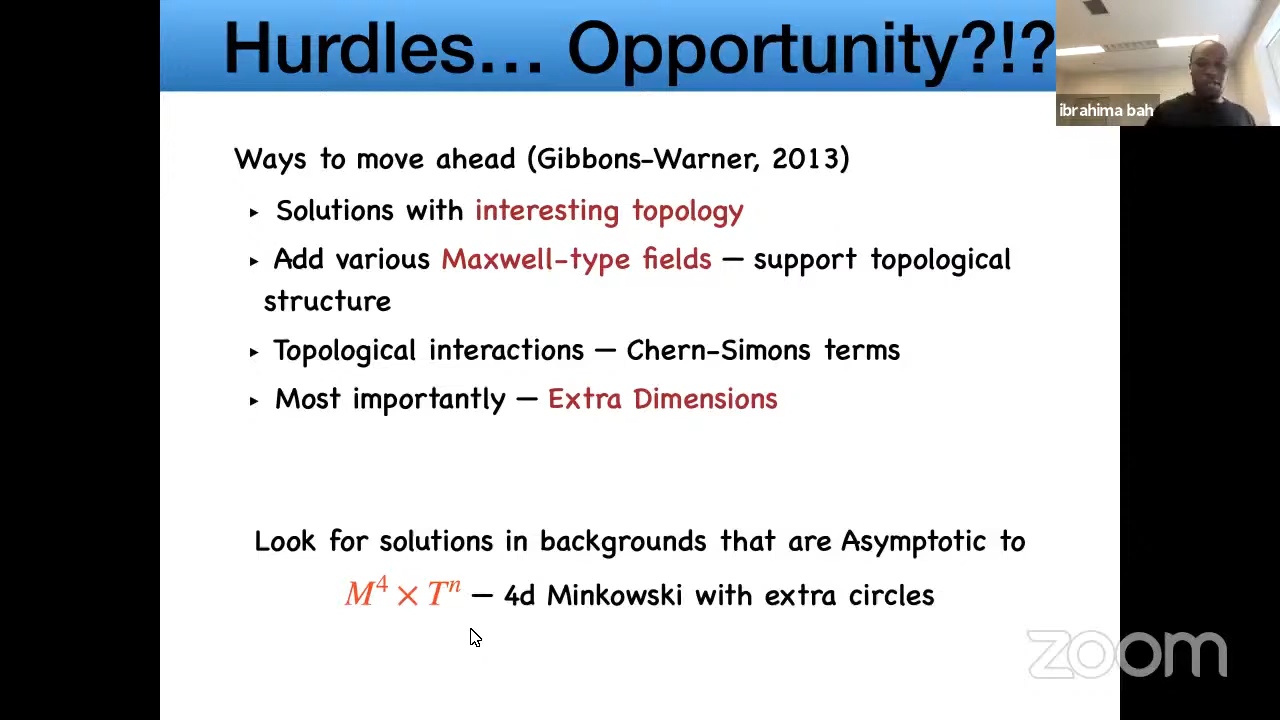 Hurdles… Opportunity?!?
ibrahima bah
Ways to move ahead (Gibbons-Warner, 2013)
▸ Solutions with interesting topology
▸ Add various Maxwell-type fields — support topological
structure
▸ Topological interactions — Chern-Simons terms
▸ Most importantly — Extra Dimensions
Look for solutions in backgrounds that are Asymptotic to
M⁴ × Tⁿ — 4d Minkowski with extra circles
zoom